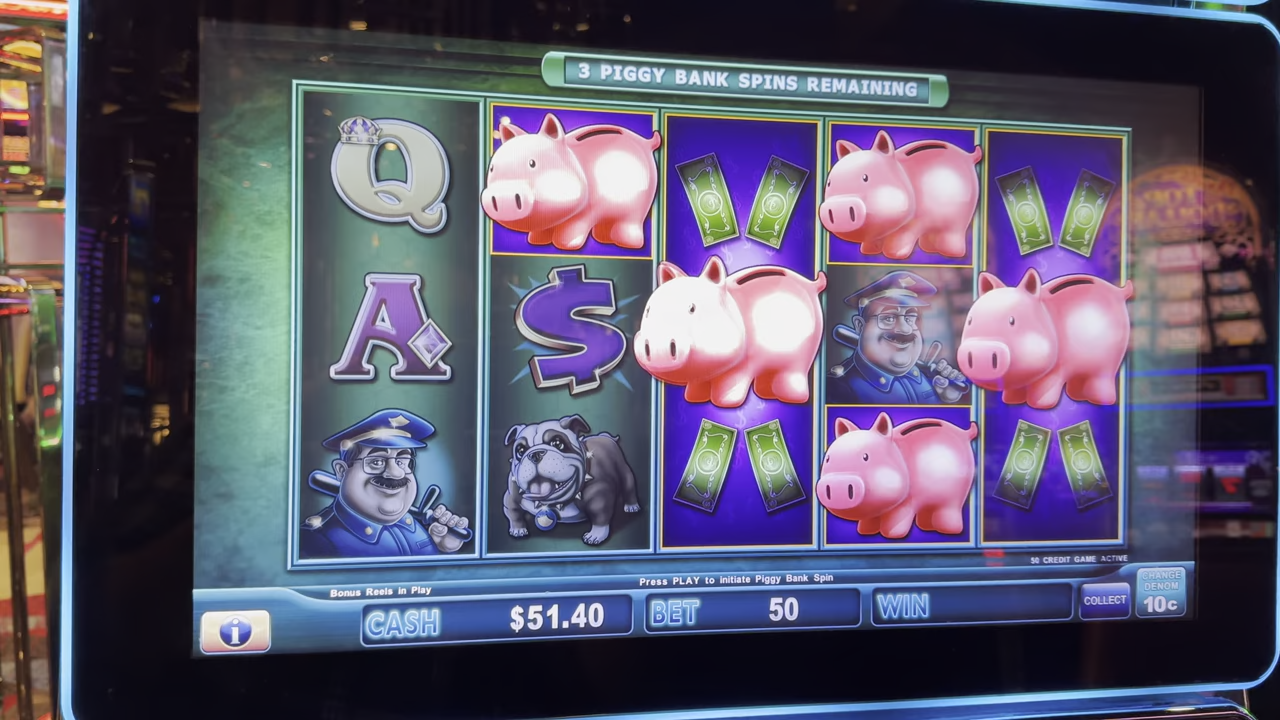 3 PIGGY BANK SPINS REMAINING
Q
A
$
50 CREDIT GAME ACTIVE
Press PLAY to initiate Piggy Bank Spin
Bonus Reels in Play
i
CASH $51.40
BET 50
WIN
COLLECT
CHANGE
DENOM
10¢